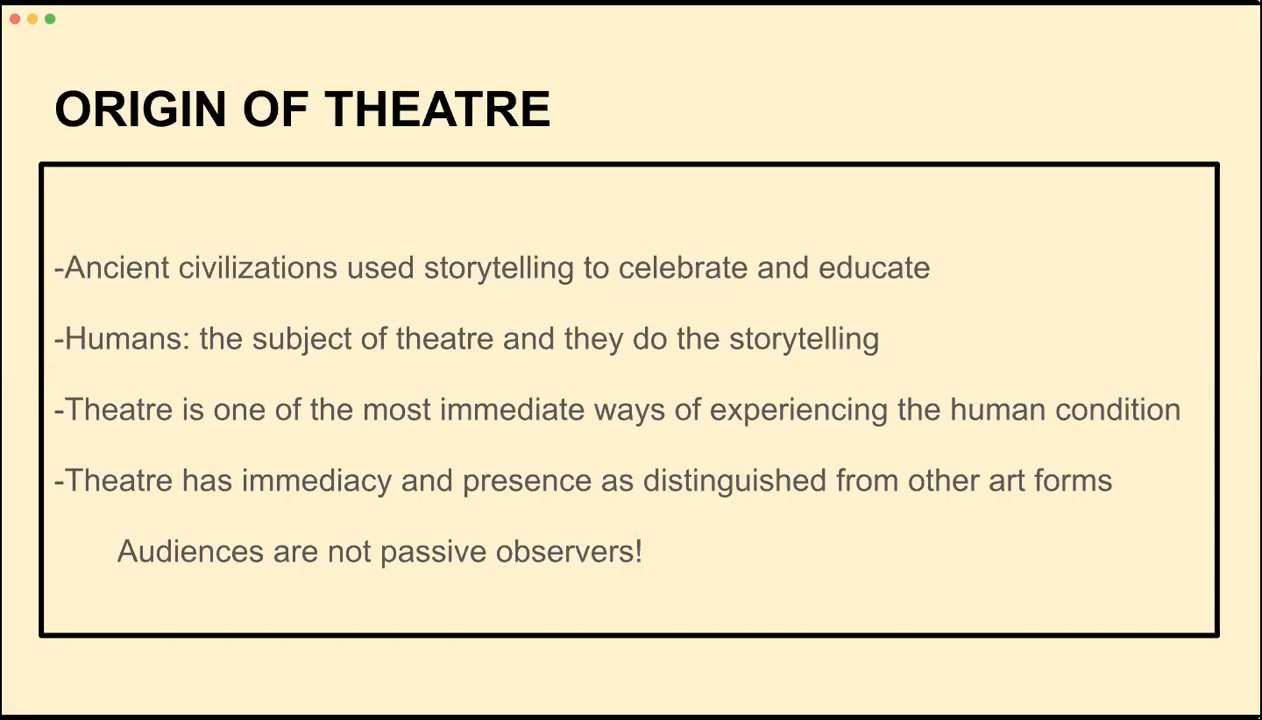 ORIGIN OF THEATRE
-Ancient civilizations used storytelling to celebrate and educate
-Humans: the subject of theatre and they do the storytelling
-Theatre is one of the most immediate ways of experiencing the human condition
-Theatre has immediacy and presence as distinguished from other art forms
Audiences are not passive observers!